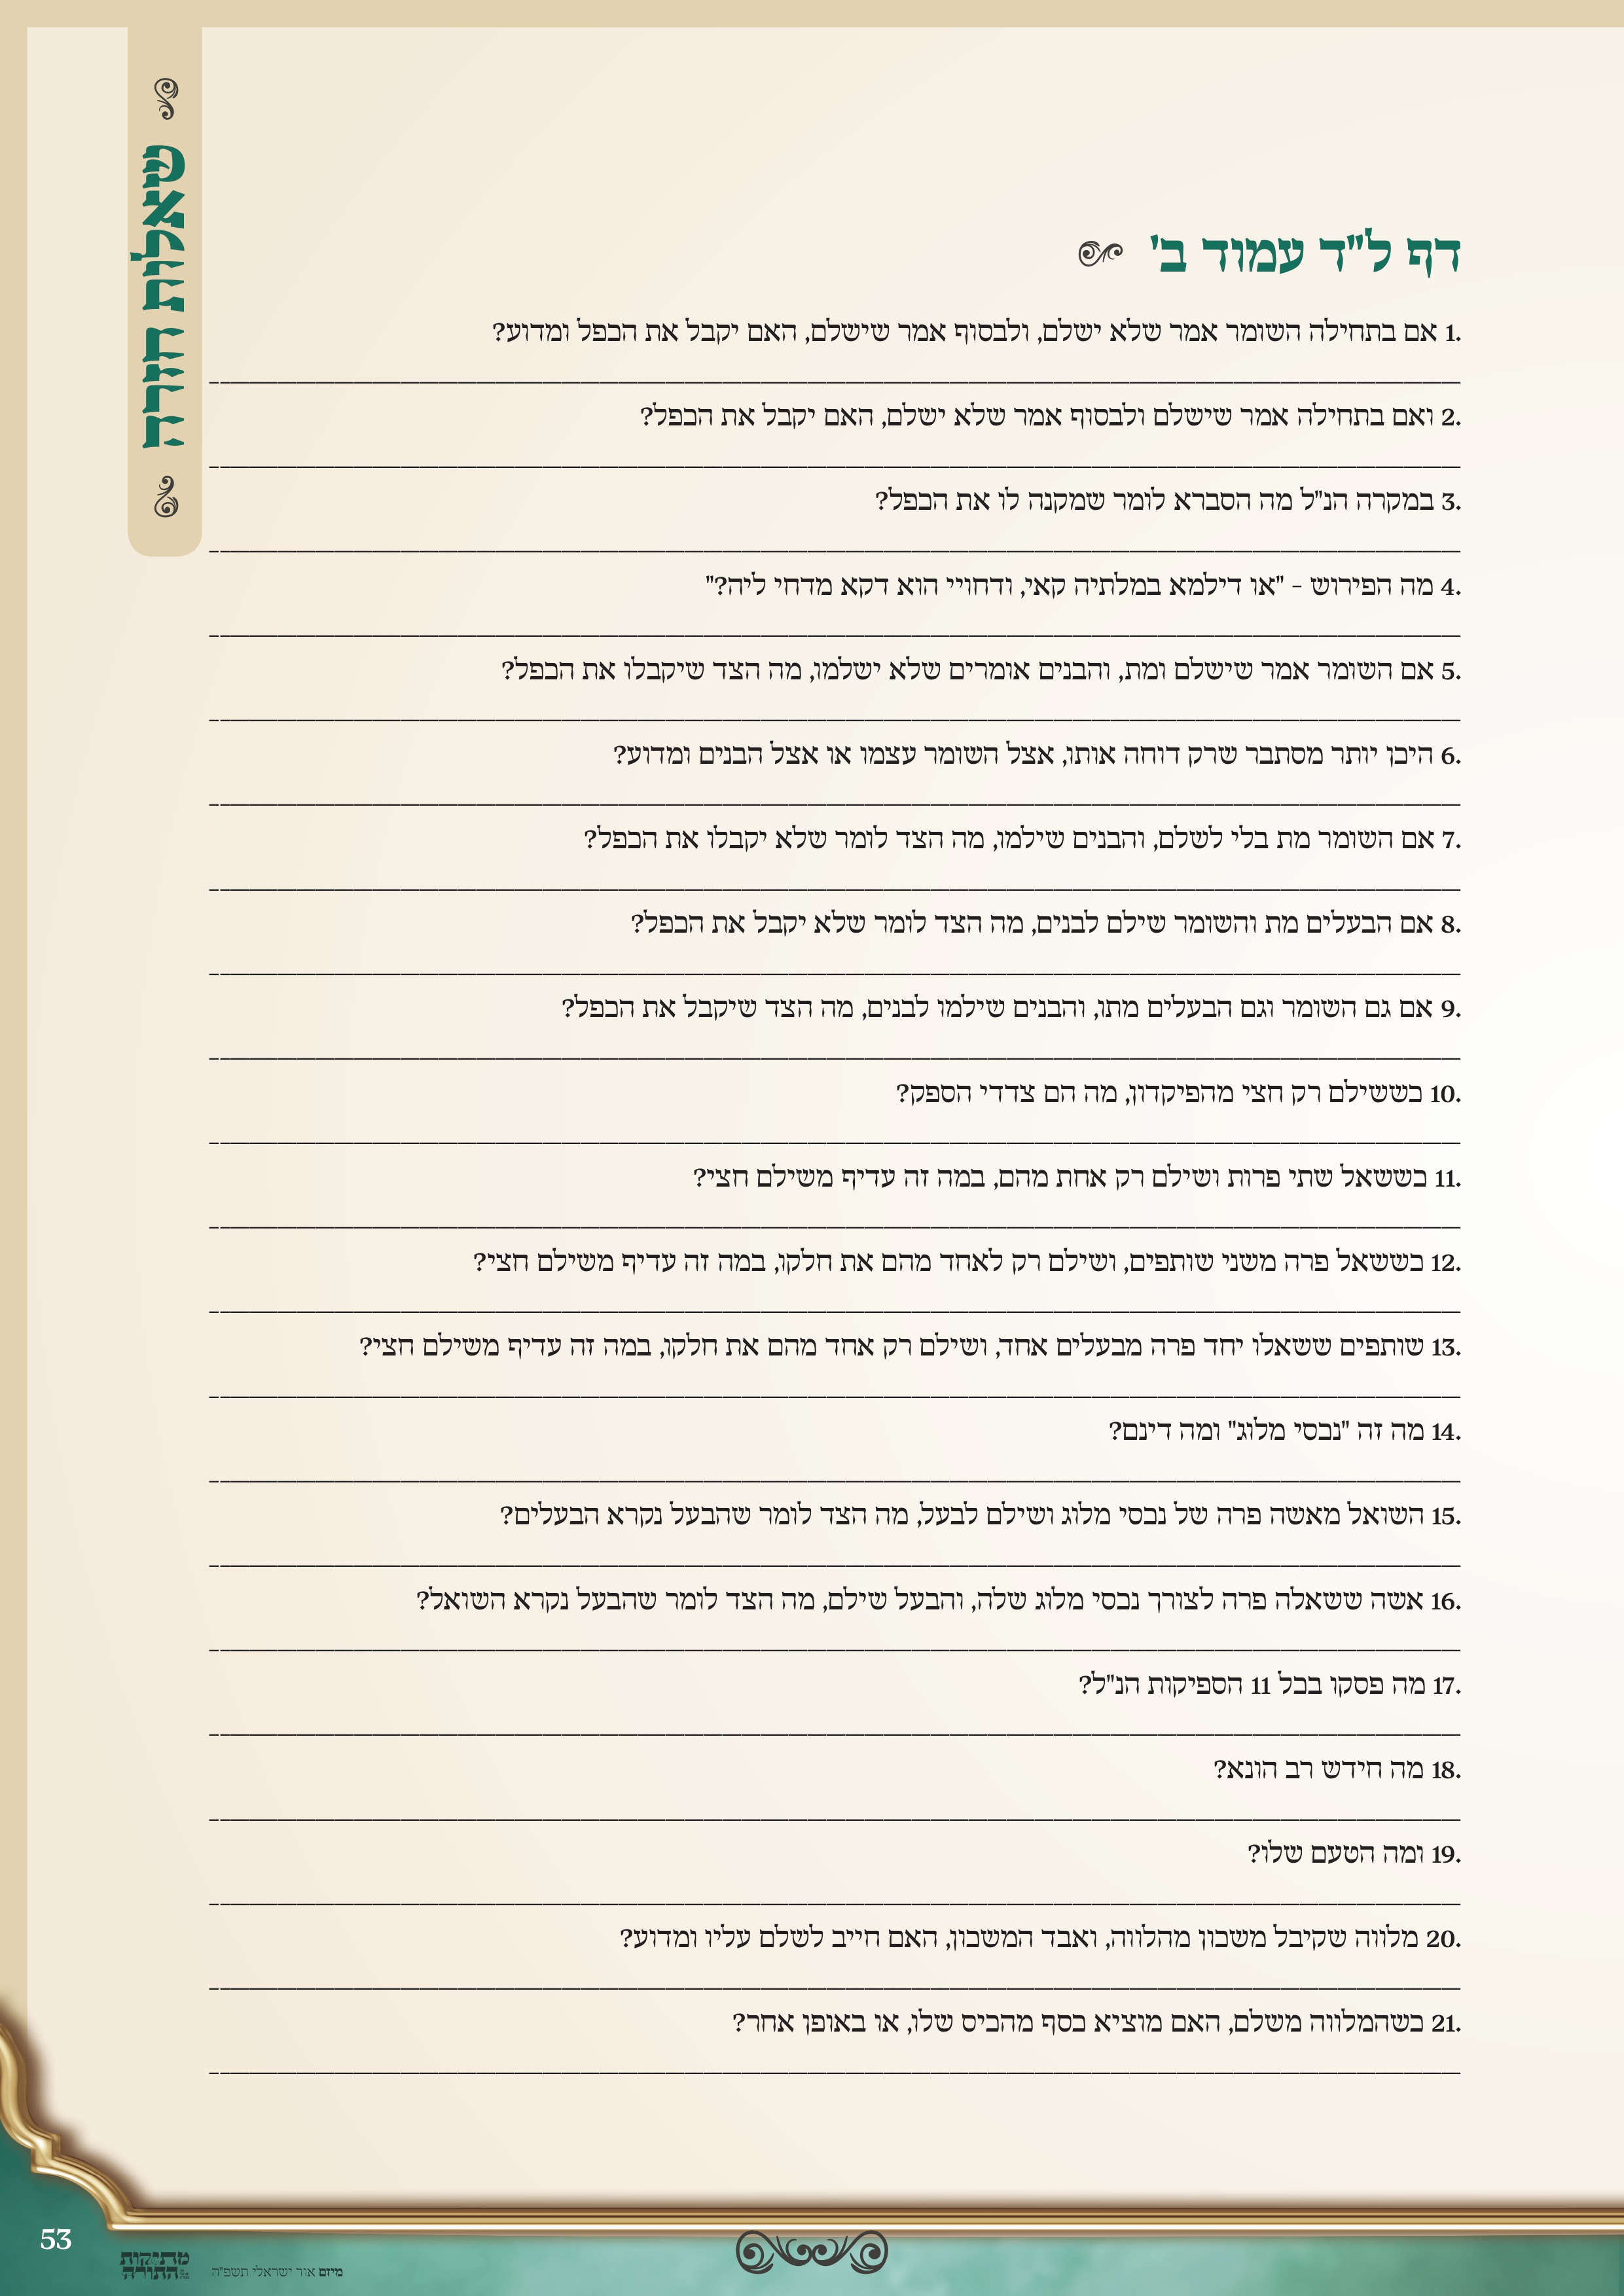 שאלות חזרה
דף ל"ד עמוד ב'
1. אם בתחילה השומר אמר שלא ישלם, ולבסוף אמר שישלם, האם יקבל את הכפל ומדוע?
2. ואם בתחילה אמר שישלם ולבסוף אמר שלא ישלם, האם יקבל את הכפל?
3. במקרה הנ"ל מה הסברא לומר שמקנה לו את הכפל?
4. מה הפירוש - "או דילמא במלתיה קאי, ודחויי הוא דקא מדחי ליה?"
5. אם השומר אמר שישלם ומת, והבנים אומרים שלא ישלמו, מה הצד שיקבלו את הכפל?
6. היכן יותר מסתבר שרק דוחה אותו, אצל השומר עצמו או אצל הבנים ומדוע?
7. אם השומר מת בלי לשלם, והבנים שילמו, מה הצד לומר שלא יקבלו את הכפל?
8. אם הבעלים מת והשומר שילם לבנים, מה הצד לומר שלא יקבל את הכפל?
9. אם גם השומר וגם הבעלים מתו, והבנים שילמו לבנים, מה הצד שיקבל את הכפל?
10. כששילם רק חצי מהפיקדון, מה הם צדדי הספק?
11. כששאל שתי פרות ושילם רק אחת מהם, במה זה עדיף משילם חצי?
12. כששאל פרה משני שותפים, ושילם רק לאחד מהם את חלקו, במה זה עדיף משילם חצי?
13. שותפים ששאלו יחד פרה מבעלים אחד, ושילם רק אחד מהם את חלקו, במה זה עדיף משילם חצי?
14. מה זה "נכסי מלוג" ומה דינם?
15. השואל מאשה פרה של נכסי מלוג ושילם לבעל, מה הצד לומר שהבעל נקרא הבעלים?
16. אשה ששאלה פרה לצורך נכסי מלוג שלה, והבעל שילם, מה הצד לומר שהבעל נקרא השואל?
17. מה פסקו בכל 11 הספיקות הנ"ל?
18. מה חידש רב הונא?
19. ומה הטעם שלו?
20. מלווה שקיבל משכון מהלווה, ואבד המשכון, האם חייב לשלם עליו ומדוע?
21. כשהמלווה משלם, האם מוציא כסף מהכיס שלו, או באופן אחר?
53
מתיקות
התורה
מיזם אור ישראלי תשפ"ה